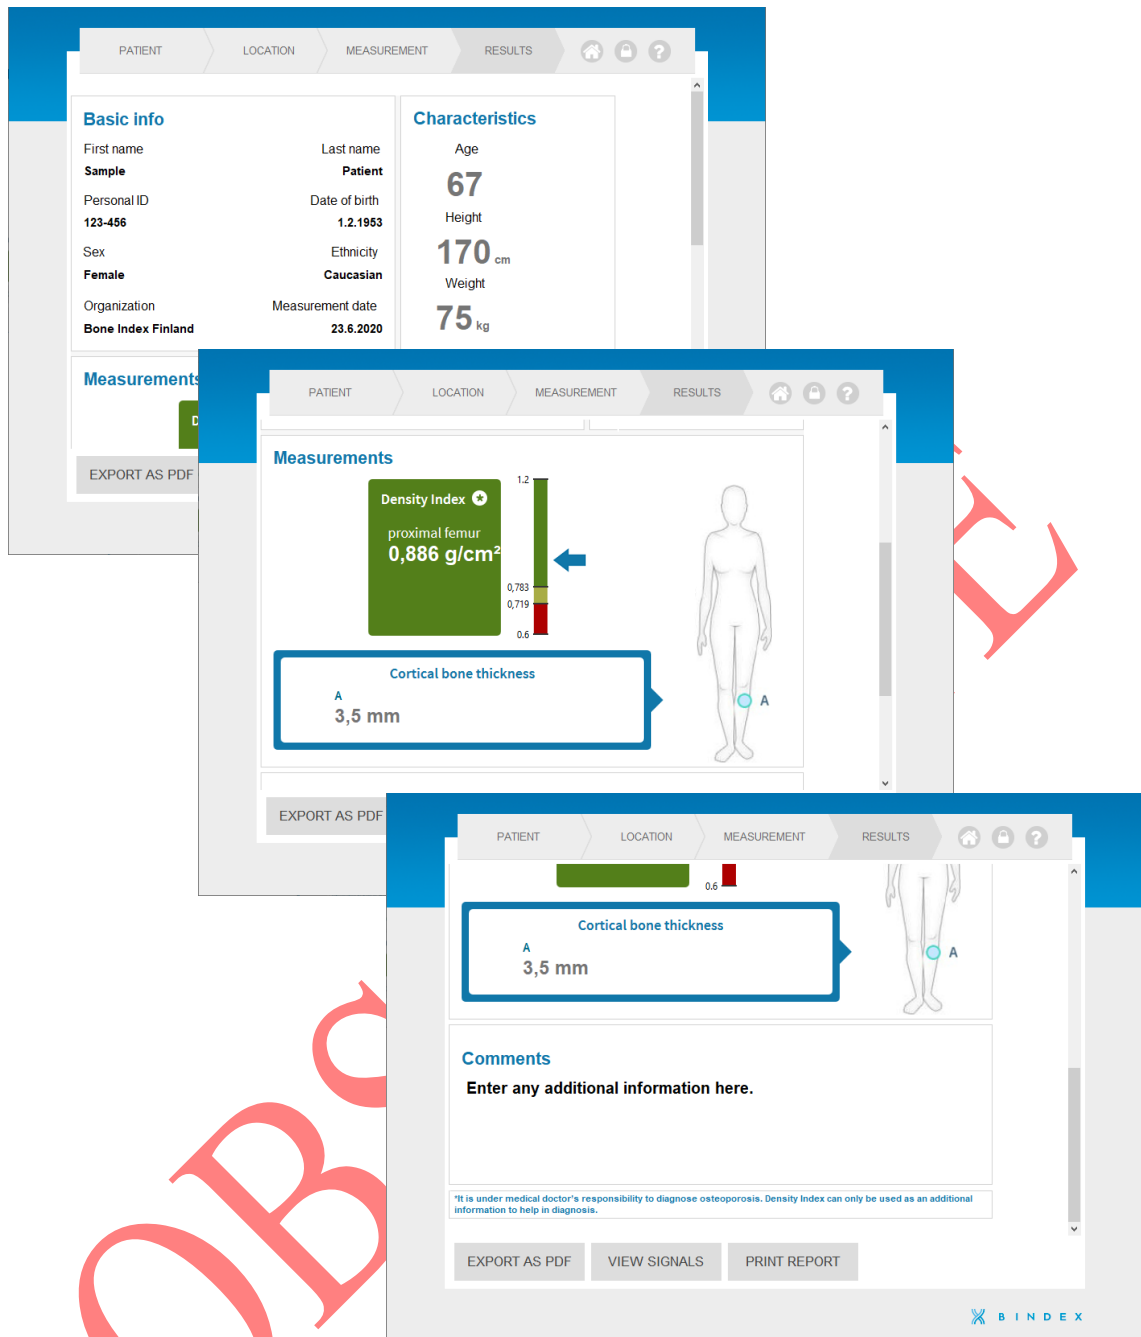 PATIENT LOCATION MEASUREMENT RESULTS ?
Basic info
First name Last name
Sample Patient
Personal ID Date of birth
123-456 1.2.1953
Sex Ethnicity
Female Caucasian
Organization Measurement date
Bone Index Finland 23.6.2020
Characteristics
Age
67
Height
170 cm
Weight
75 kg
Measurements
D
EXPORT AS PDF
PATIENT LOCATION MEASUREMENT RESULTS ?
Measurements
Density Index
proximal femur
0,886 g/cm²
1.2
0,783
0,719
0.6
Cortical bone thickness
A
3,5 mm
A
EXPORT AS PDF
PATIENT LOCATION MEASUREMENT RESULTS ?
0.6
Cortical bone thickness
A
3,5 mm
A
Comments
Enter any additional information here.
*It is under medical doctor's responsibility to diagnose osteoporosis. Density Index can only be used as an additional
information to help in diagnosis.
EXPORT AS PDF VIEW SIGNALS PRINT REPORT
BINDEX